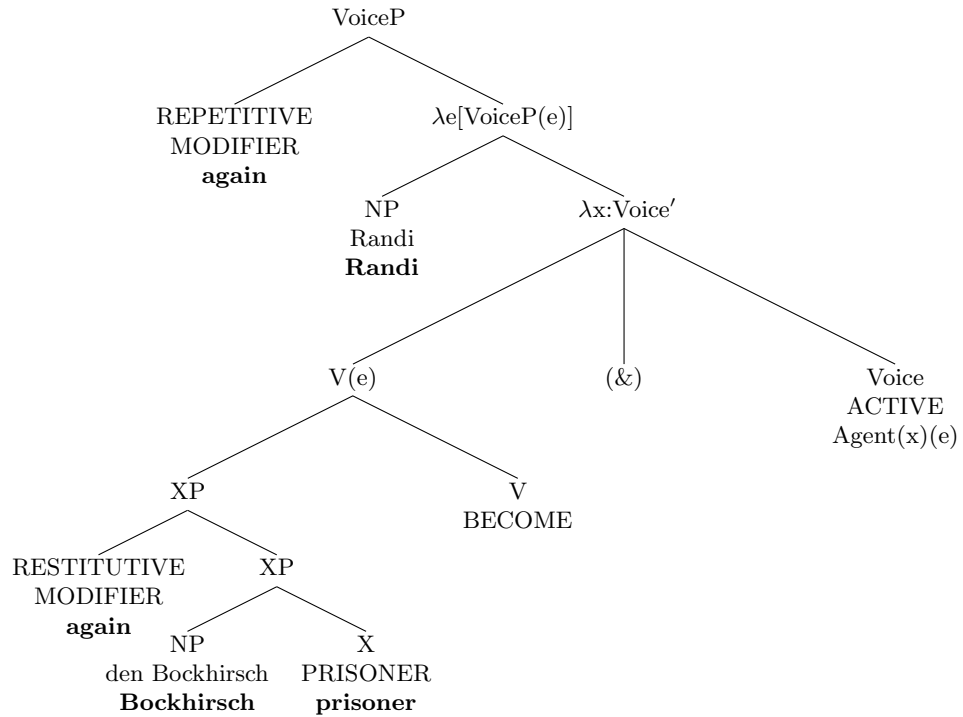 VoiceP
REPETITIVE
MODIFIER
again
λe[VoiceP(e)]
NP
Randi
Randi
λx:Voice′
V(e)
(&)
Voice
ACTIVE
Agent(x)(e)
XP
V
BECOME
RESTITUTIVE
MODIFIER
again
XP
NP
den Bockhirsch
Bockhirsch
X
PRISONER
prisoner